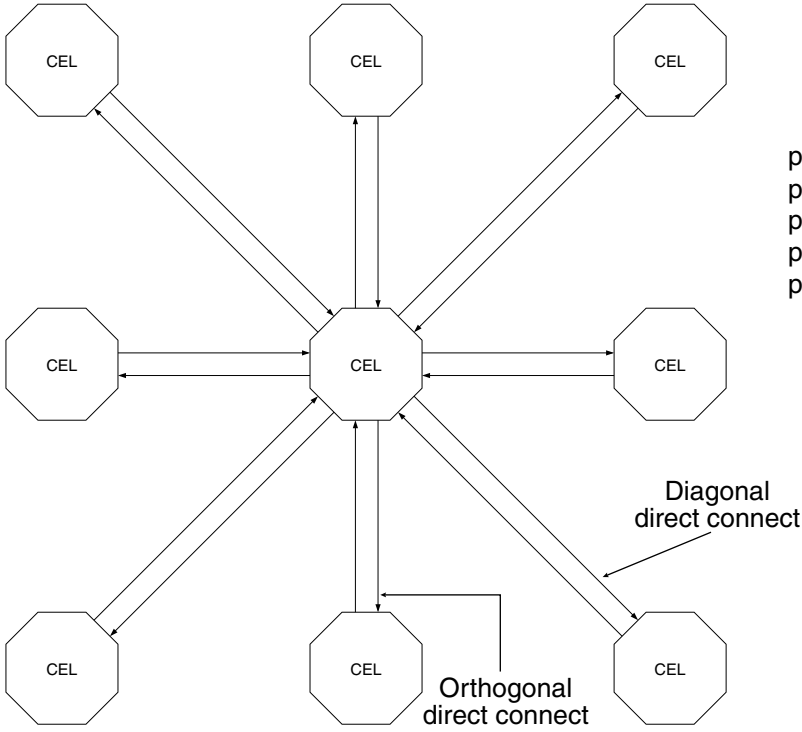 CEL CEL CEL
p
p
p
p
p
CEL CEL CEL
Diagonal
direct connect
CEL CEL CEL
Orthogonal
direct connect